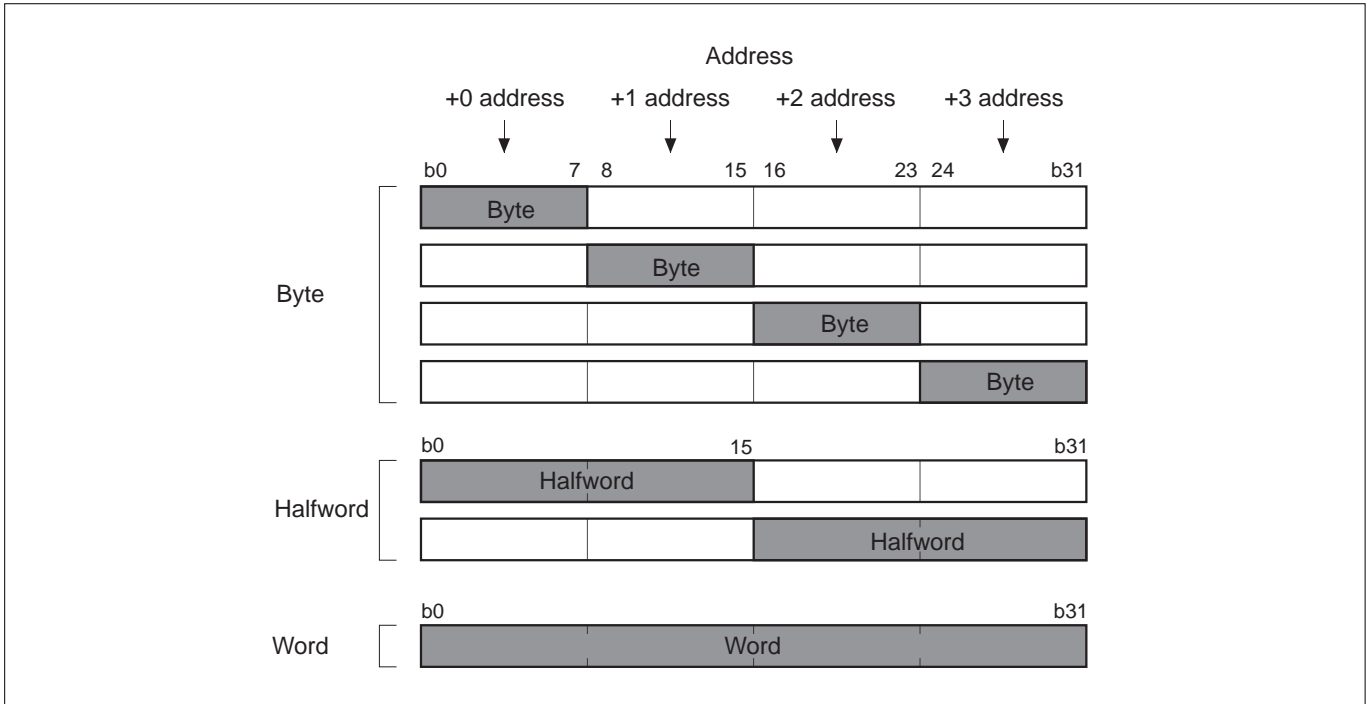 Address
+0 address +1 address +2 address +3 address
b0 7 8 15 16 23 24 b31
Byte
Byte
Byte
Byte
Byte
b0 15 b31
Halfword
Halfword
Halfword
b0 b31
Word Word